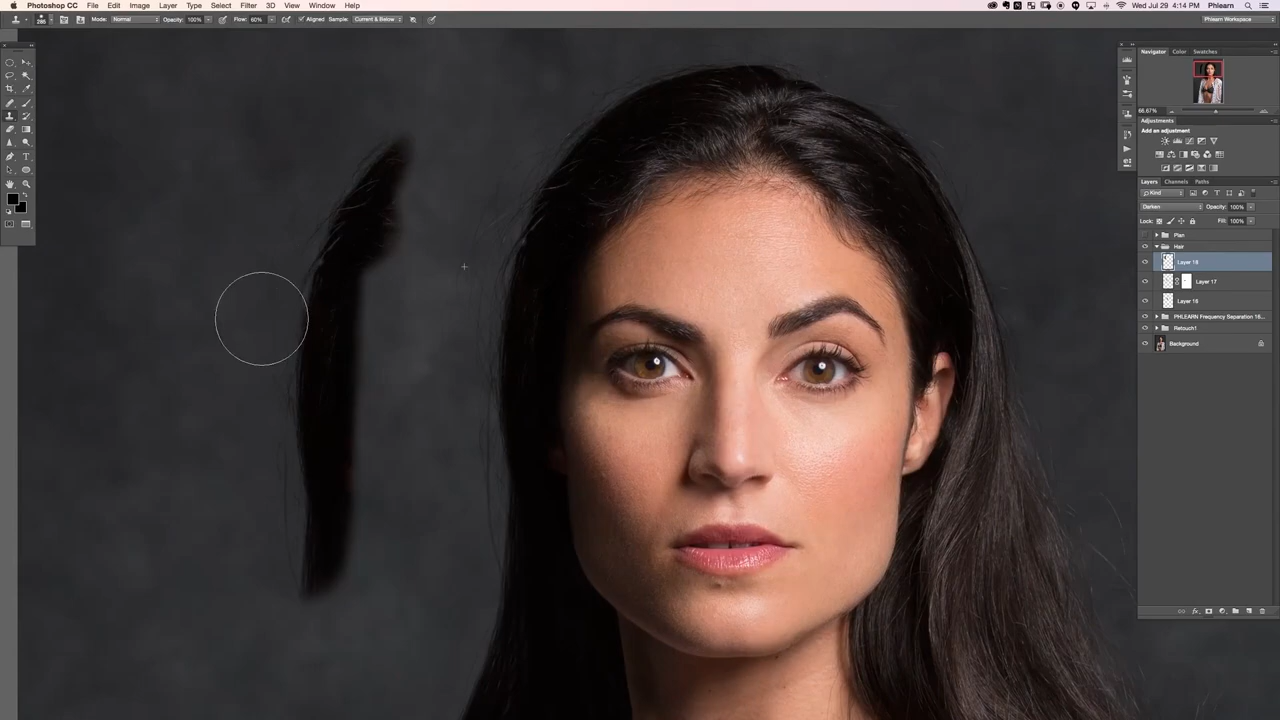 Photoshop CC File Edit Image Layer Type Select Filter 3D View Window Help Wed Jul 29 4:14 PM Phlearn
286 Mode: Normal Opacity: 100% Flow: 60% Aligned Sample: Current & Below Phlearn Workspace
Navigator Color Swatches
66.67%
Adjustments
Add an adjustment
Layers Channels Paths
Kind
Darken Opacity: 100%
Lock: Fill: 100%
Plan
Hair
Layer 18
Layer 17
Layer 16
PHLEARN Frequency Separation 16...
Retouch1
Background